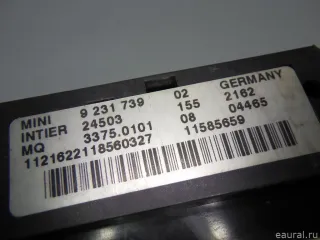 MINI 9 231 739 02 GERMANY
INTIER 24503 155 2162
MQ 3375.0101 08 04465
1121622118560327 11585659
eaural.ru